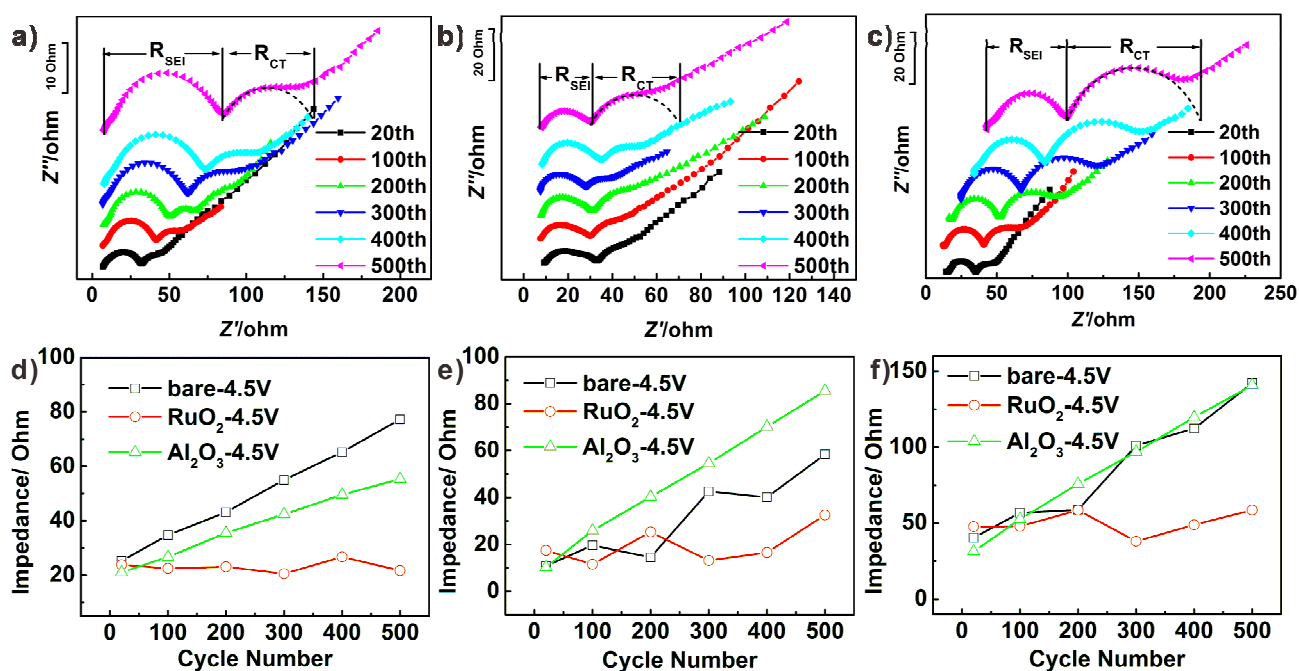 a)
10 Ohm
R_SEI
R_CT
Z''/ohm
20th
100th
200th
300th
400th
500th
0 50 100 150 200
Z'/ohm
b)
20 Ohm
R_SEI
R_CT
Z''/ohm
20th
100th
200th
300th
400th
500th
0 20 40 60 80 100 120 140
Z'/ohm
c)
20 Ohm
R_SEI
R_CT
Z''/ohm
20th
100th
200th
300th
400th
500th
0 50 100 150 200 250
Z'/ohm
d)
100
80
60
40
20
Impedance/ Ohm
bare-4.5V
RuO₂-4.5V
Al₂O₃-4.5V
0 100 200 300 400 500
Cycle Number
e)
100
80
60
40
20
0
Impedance/ Ohm
bare-4.5V
RuO₂-4.5V
Al₂O₃-4.5V
0 100 200 300 400 500
Cycle Number
f)
150
100
50
0
Impedance/ Ohm
bare-4.5V
RuO₂-4.5V
Al₂O₃-4.5V
0 100 200 300 400 500
Cycle Number